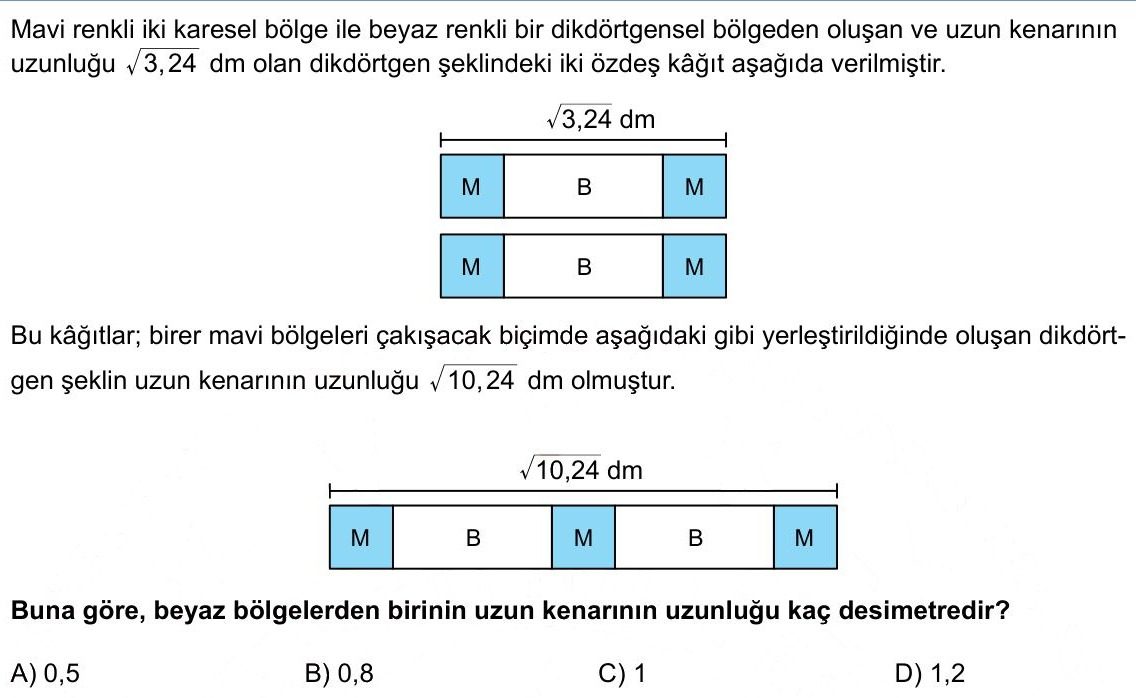 Mavi renkli iki karesel bölge ile beyaz renkli bir dikdörtgensel bölgeden oluşan ve uzun kenarının
uzunluğu √3,24 dm olan dikdörtgen şeklindeki iki özdeş kâğıt aşağıda verilmiştir.
√3,24 dm
M B M
M B M
Bu kâğıtlar; birer mavi bölgeleri çakışacak biçimde aşağıdaki gibi yerleştirildiğinde oluşan dikdört-
gen şeklin uzun kenarının uzunluğu √10,24 dm olmuştur.
√10,24 dm
M B M B M
Buna göre, beyaz bölgelerden birinin uzun kenarının uzunluğu kaç desimetredir?
A) 0,5 B) 0,8 C) 1 D) 1,2